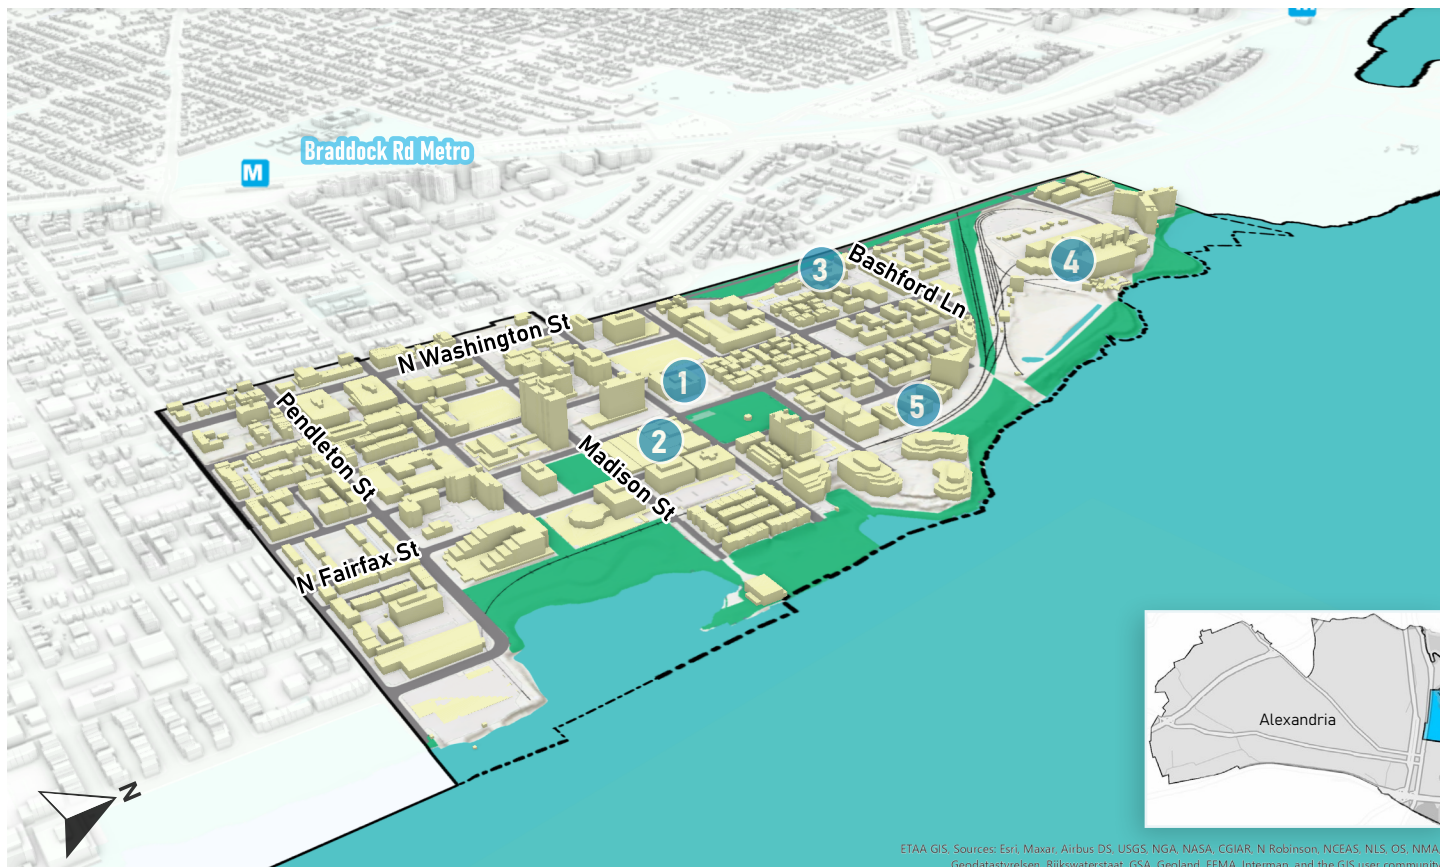 Braddock Rd Metro
M
3
Bashford Ln
4
N Washington St
1
5
Pendleton St
2
Madison St
N Fairfax St
Alexandria
N
ETAA GIS, Sources: Esri, Maxar, Airbus DS, USGS, NGA, NASA, CGIAR, N Robinson, NCEAS, NLS, OS, NMA,
Geodatastyrelsen, Rijkswaterstaat, GSA, Geoland, FEMA, Intermap, and the GIS user community